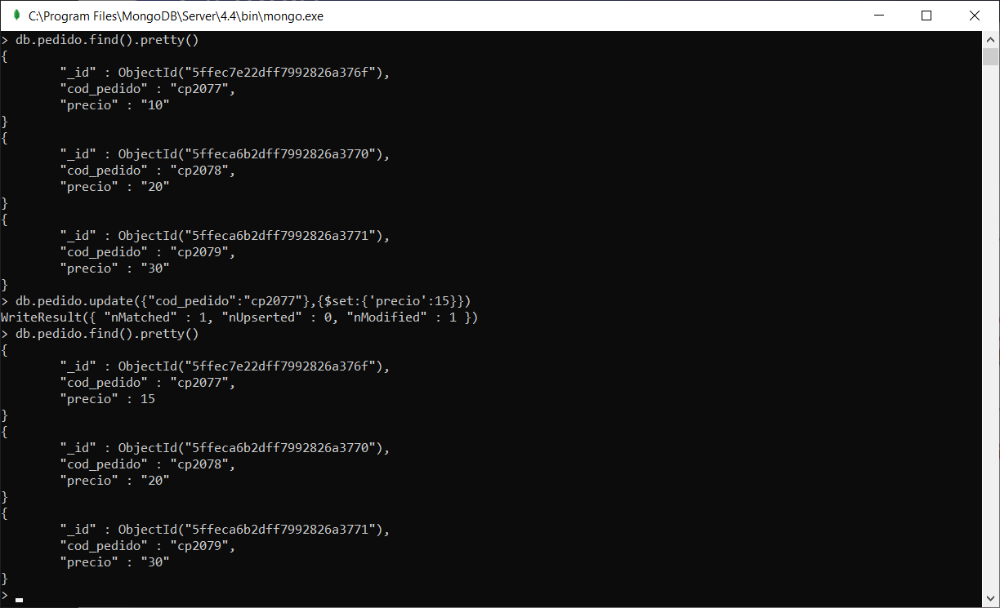 C:\Program Files\MongoDB\Server\4.4\bin\mongo.exe
> db.pedido.find().pretty()
{
        "_id" : ObjectId("5ffec7e22dff7992826a376f"),
        "cod_pedido" : "cp2077",
        "precio" : "10"
}
{
        "_id" : ObjectId("5ffeca6b2dff7992826a3770"),
        "cod_pedido" : "cp2078",
        "precio" : "20"
}
{
        "_id" : ObjectId("5ffeca6b2dff7992826a3771"),
        "cod_pedido" : "cp2079",
        "precio" : "30"
}
> db.pedido.update({"cod_pedido":"cp2077"},{$set:{'precio':15}})
WriteResult({ "nMatched" : 1, "nUpserted" : 0, "nModified" : 1 })
> db.pedido.find().pretty()
{
        "_id" : ObjectId("5ffec7e22dff7992826a376f"),
        "cod_pedido" : "cp2077",
        "precio" : 15
}
{
        "_id" : ObjectId("5ffeca6b2dff7992826a3770"),
        "cod_pedido" : "cp2078",
        "precio" : "20"
}
{
        "_id" : ObjectId("5ffeca6b2dff7992826a3771"),
        "cod_pedido" : "cp2079",
        "precio" : "30"
}
>